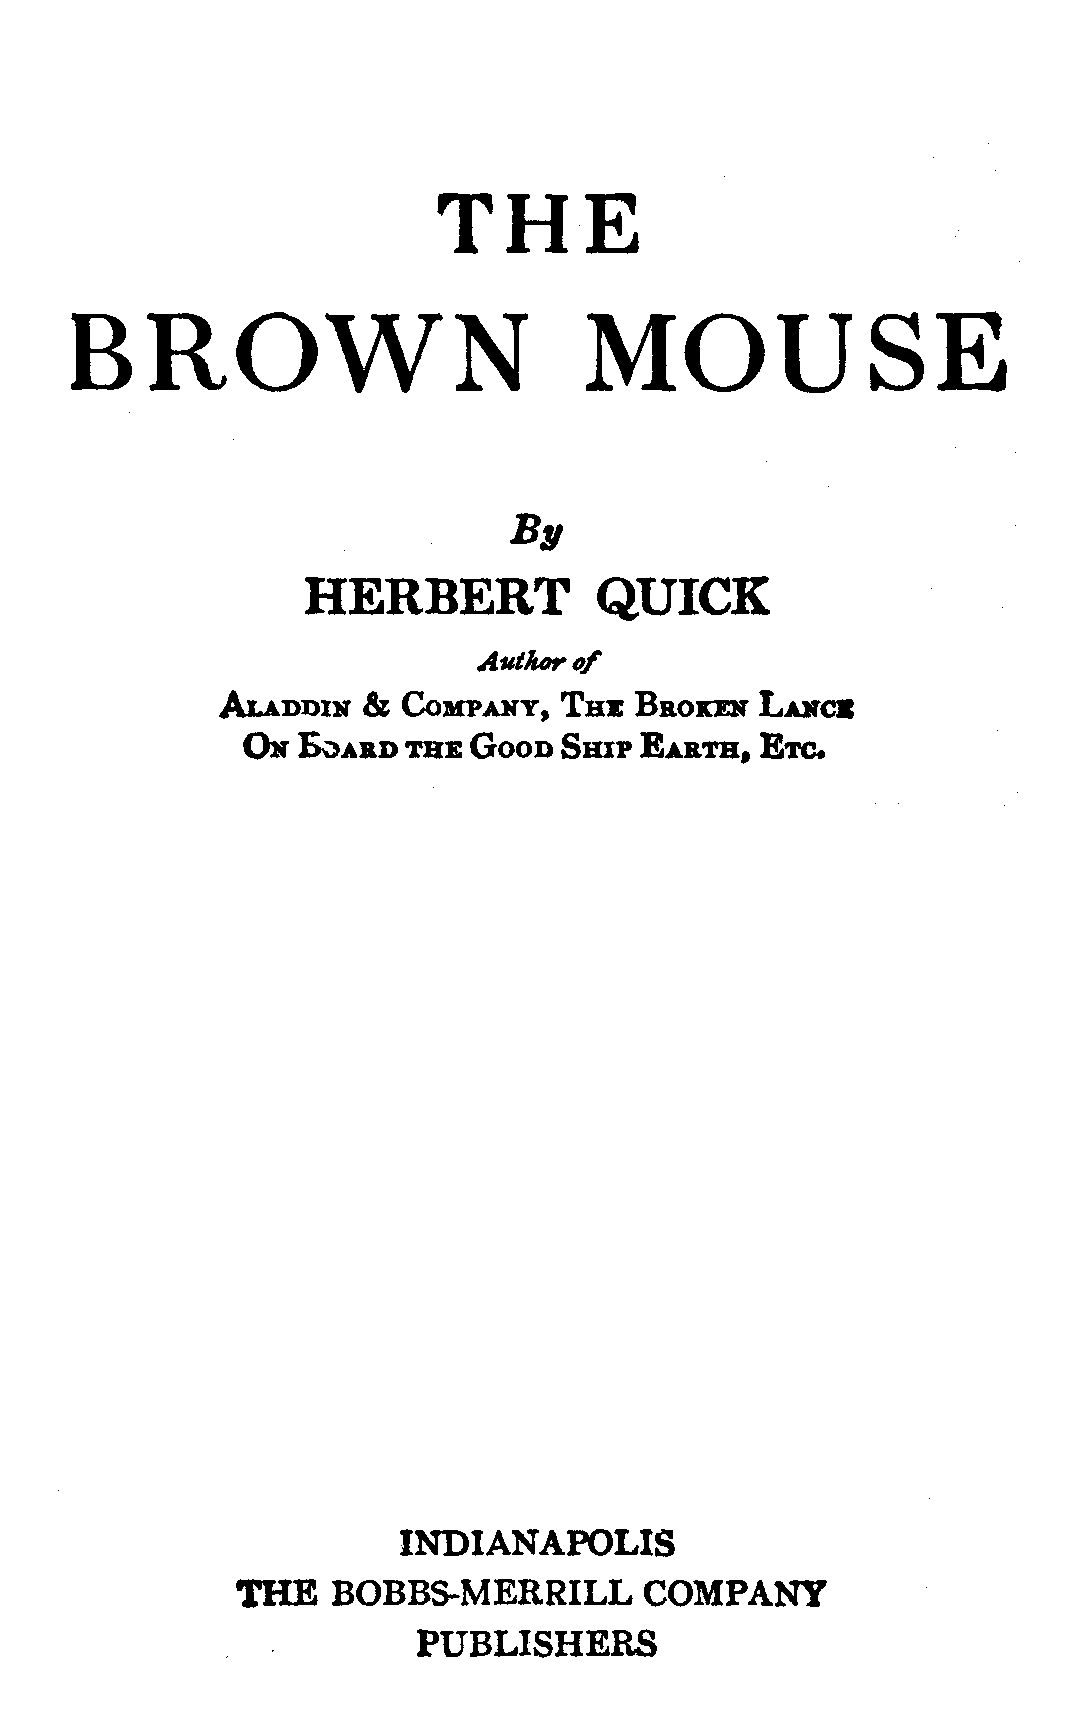 THE
BROWN MOUSE
By
HERBERT QUICK
Author of
ALADDIN & COMPANY, THE BROKEN LANCE
ON BOARD THE GOOD SHIP EARTH, ETC.
INDIANAPOLIS
THE BOBBS-MERRILL COMPANY
PUBLISHERS